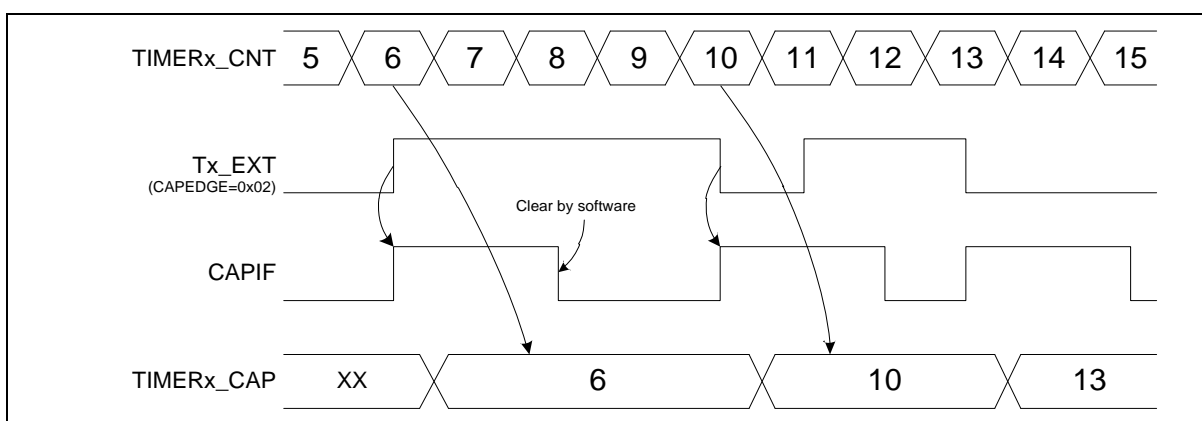 TIMERx_CNT 5 6 7 8 9 10 11 12 13 14 15
Tx_EXT
(CAPEDGE=0x02)
Clear by software
CAPIF
TIMERx_CAP XX 6 10 13